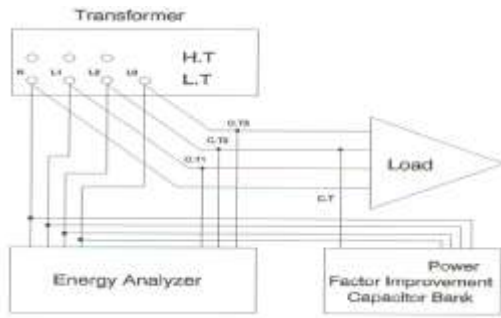 Transformer
H.T
N L1 L2 L3
L.T
C.T3
C.T2
C.T1
Load
C.T
Energy Analyzer
Power
Factor Improvement
Capacitor Bank